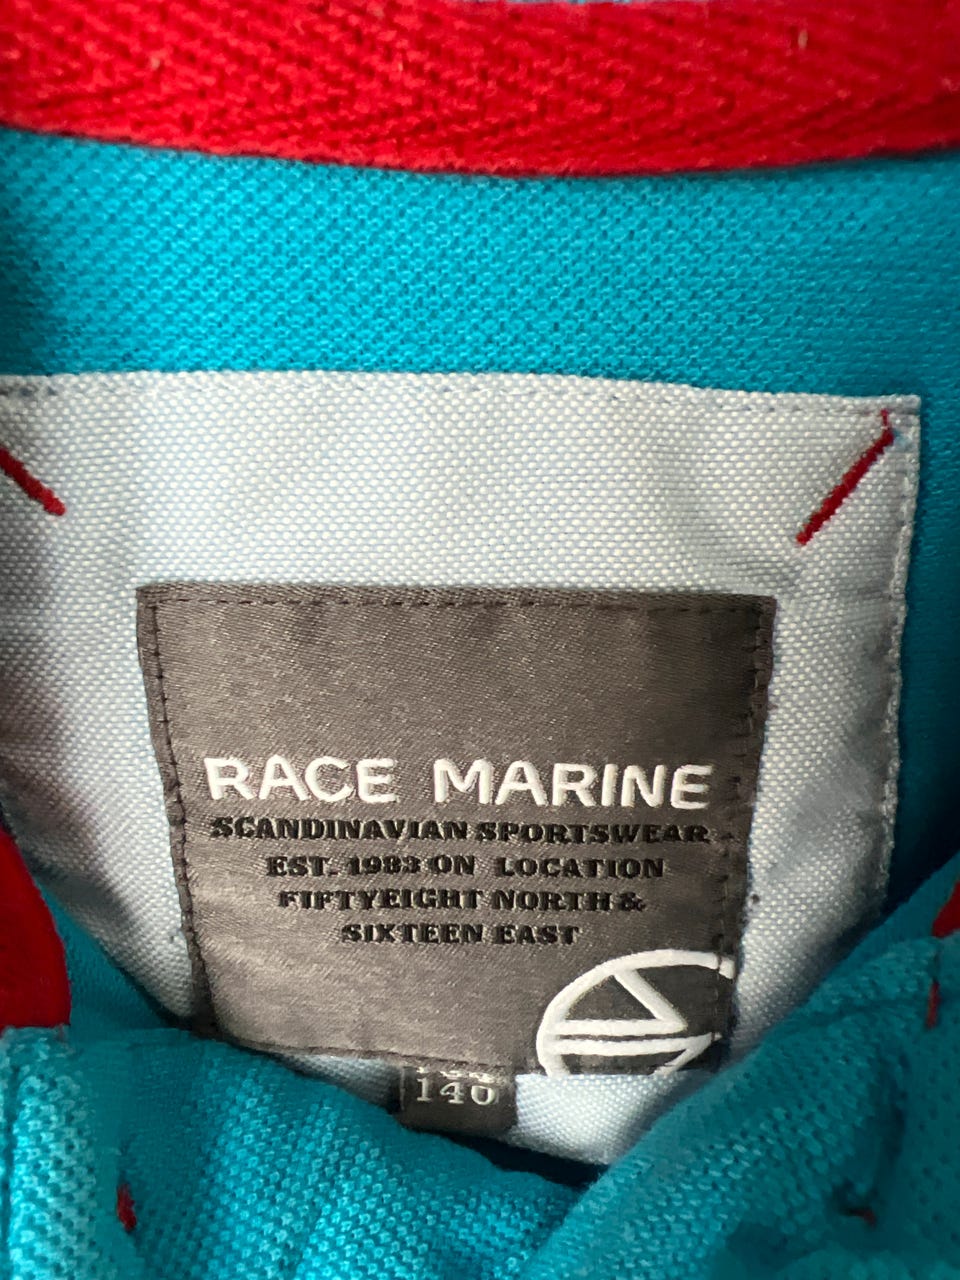 RACE MARINE
SCANDINAVIAN SPORTSWEAR
EST. 1983 ON LOCATION
FIFTYEIGHT NORTH &
SIXTEEN EAST
140